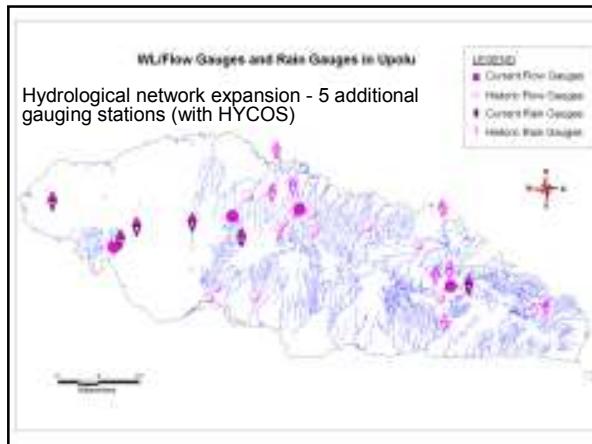 WL/Flow Gauges and Rain Gauges in Upolu
Hydrological network expansion - 5 additional
gauging stations (with HYCOS)
LEGEND
Current Flow Gauges
Historic Flow Gauges
Current Rain Gauges
Historic Rain Gauges